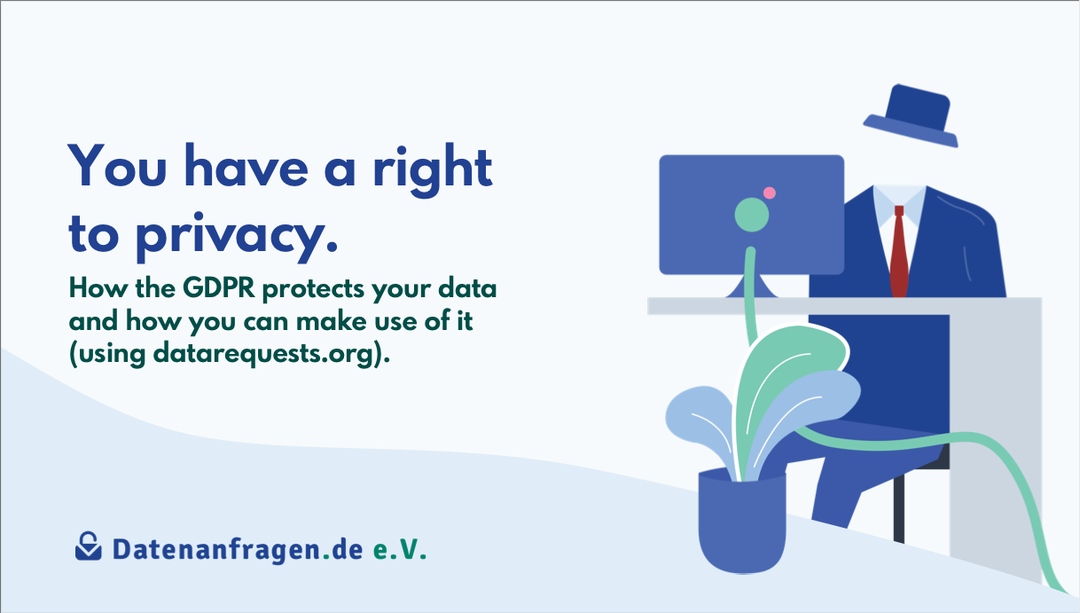 You have a right
to privacy.
How the GDPR protects your data
and how you can make use of it
(using datarequests.org).
Datenanfragen.de e.V.